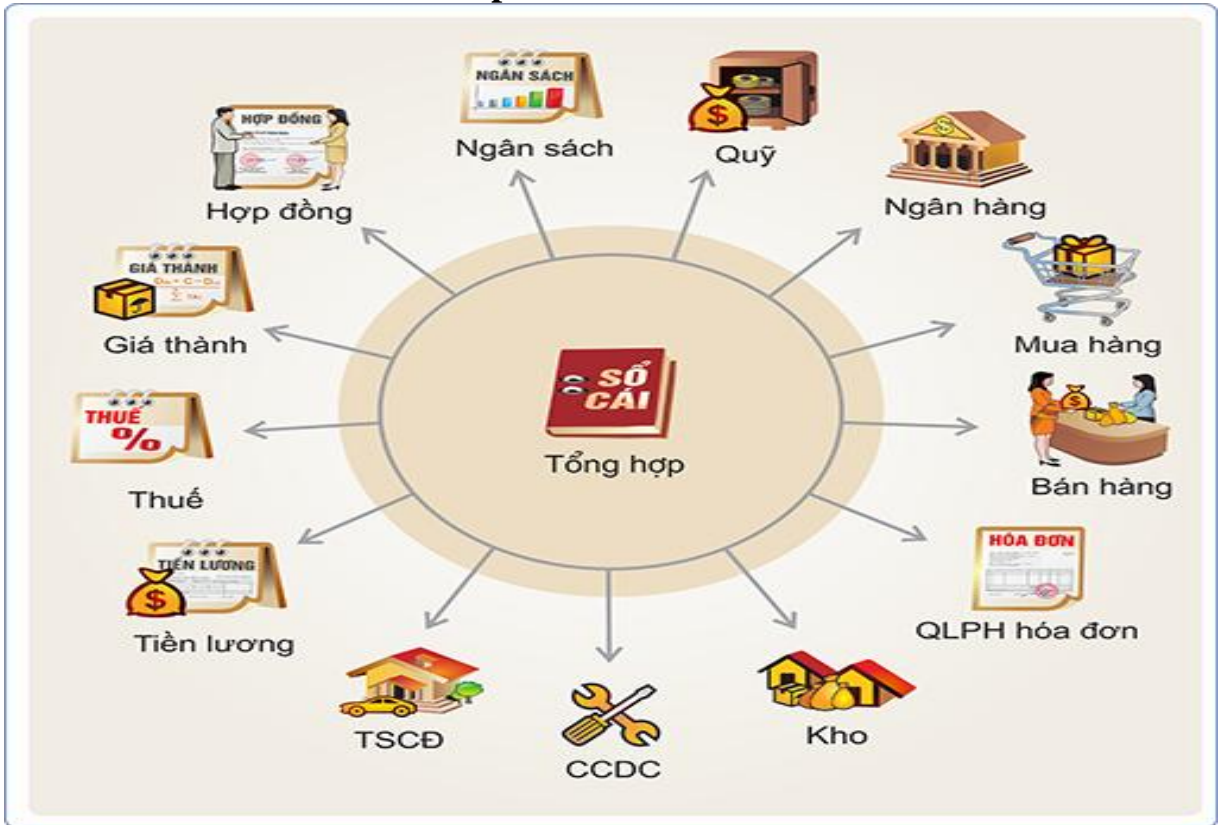 NGÂN SÁCH
Ngân sách
Quỹ
HỢP ĐỒNG
Hợp đồng
Ngân hàng
GIÁ THÀNH
Giá thành
Mua hàng
SỔ
CÁI
Tổng hợp
THUẾ
%
Thuế
Bán hàng
TIỀN LƯƠNG
Tiền lương
HÓA ĐƠN
QLPH hóa đơn
TSCĐ
CCDC
Kho